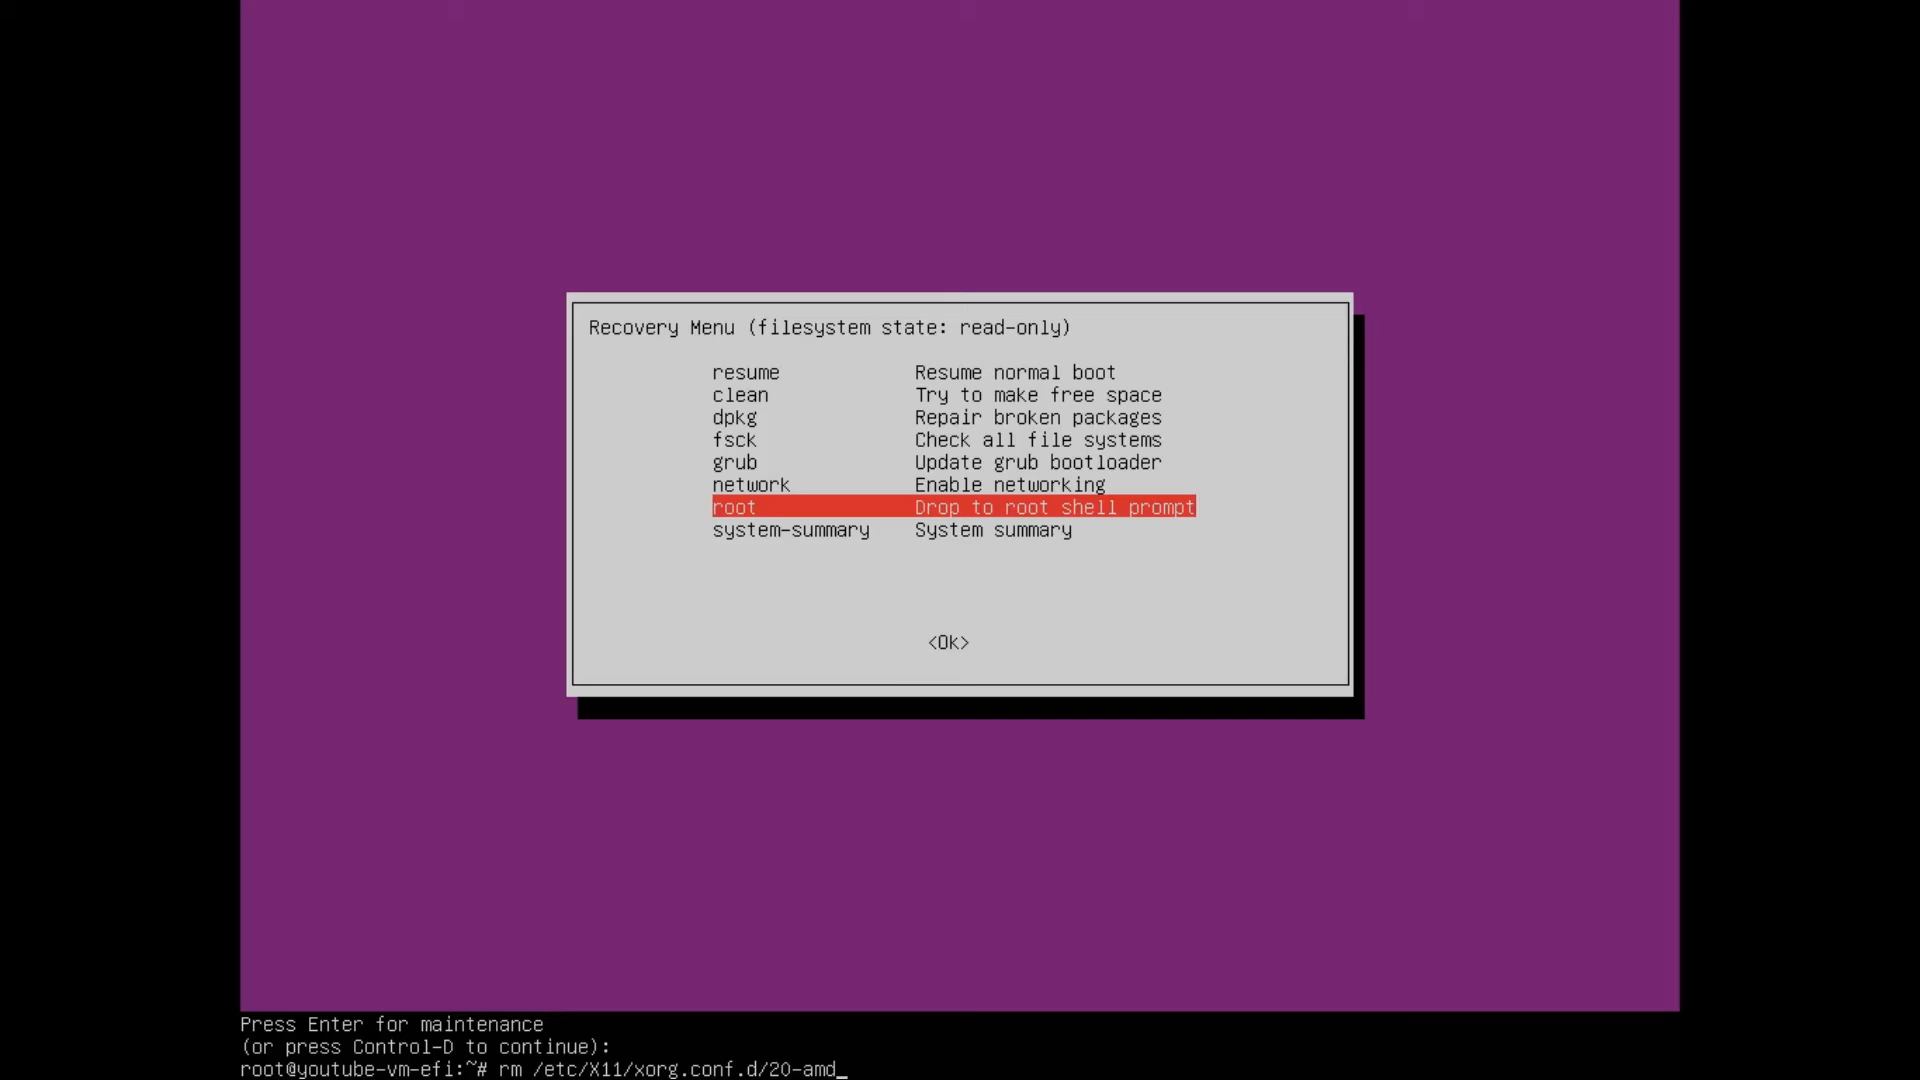 Recovery Menu (filesystem state: read-only)
resume Resume normal boot
clean Try to make free space
dpkg Repair broken packages
fsck Check all file systems
grub Update grub bootloader
network Enable networking
root Drop to root shell prompt
system-summary System summary
<Ok>
Press Enter for maintenance
(or press Control-D to continue):
root@youtube-vm-efi:~# rm /etc/X11/xorg.conf.d/20-amd_